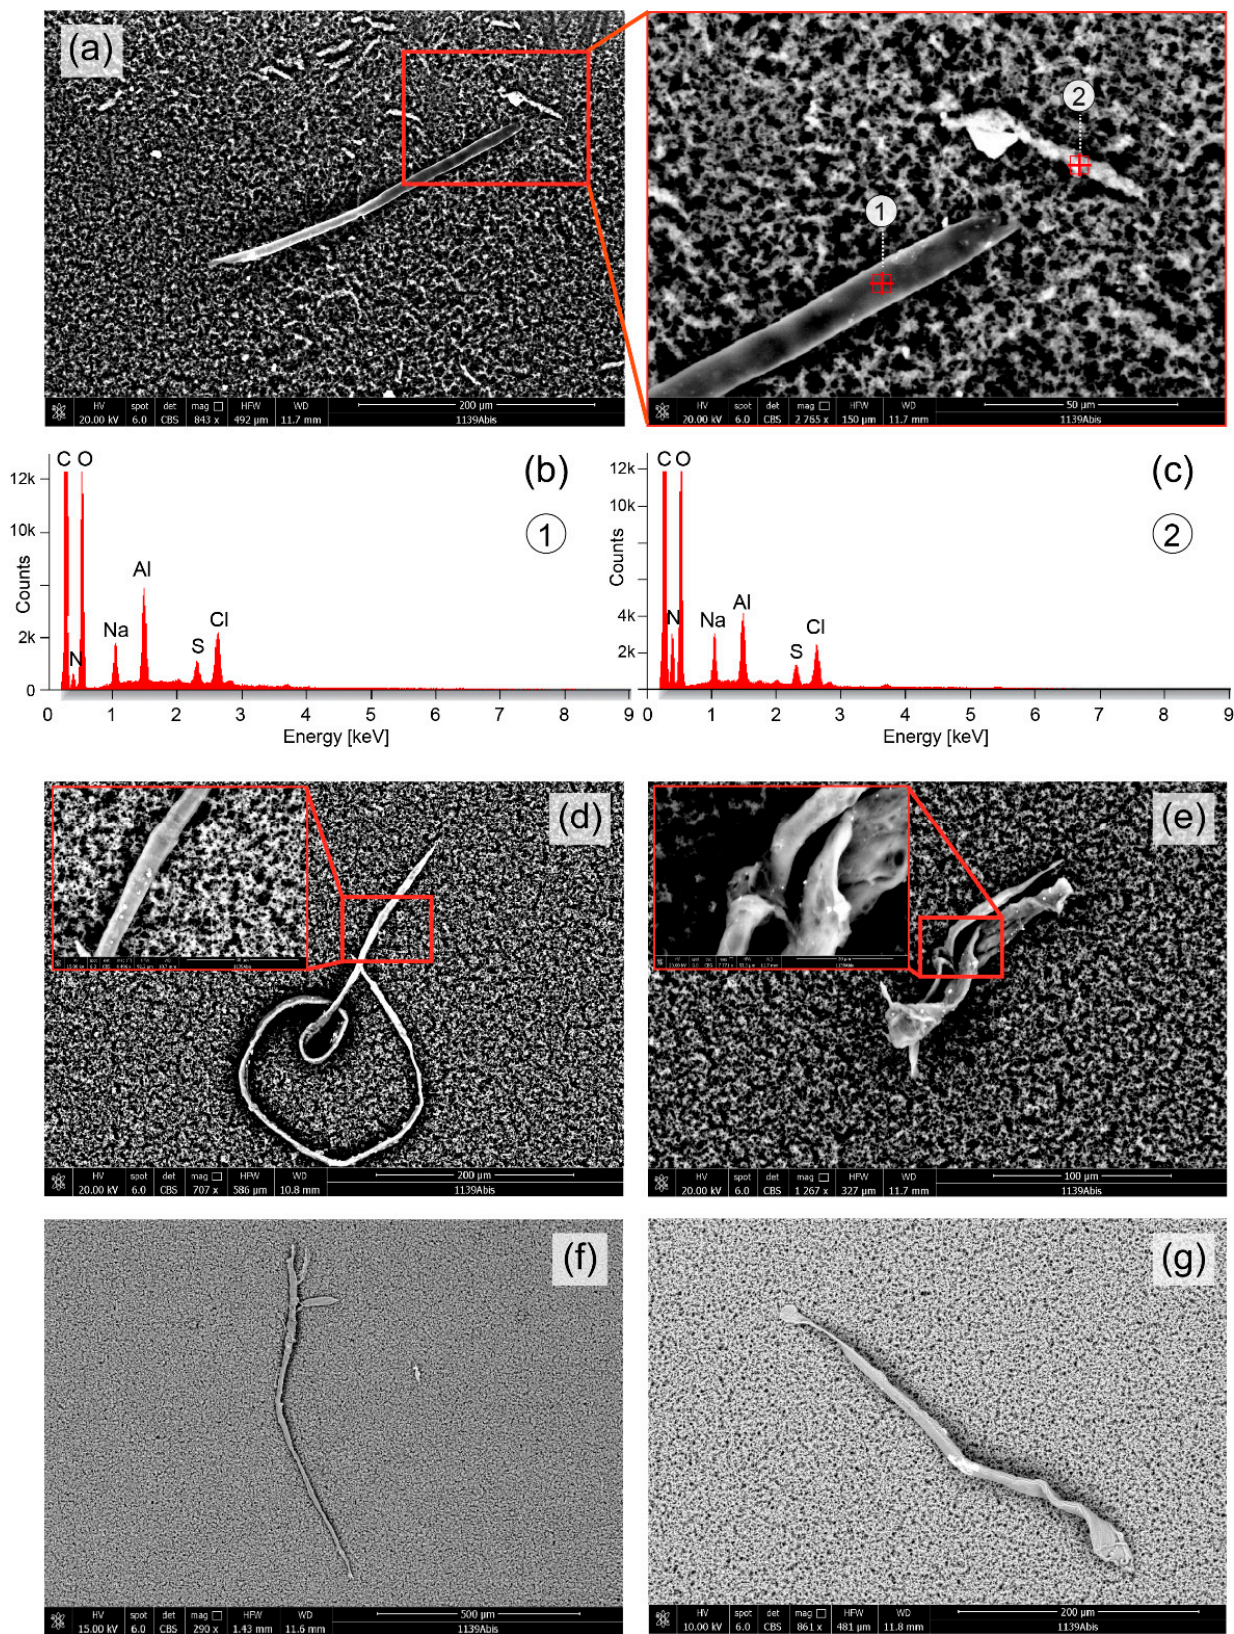 (a)
2
1
HV spot det mag □ HFW WD 200 µm
20.00 kV 6.0 CBS 843 x 492 µm 11.7 mm 1139Abis
HV spot det mag □ HFW WD 50 µm
20.00 kV 6.0 CBS 2 765 x 150 µm 11.7 mm 1139Abis
(b)
1
C O
N
Na
Al
S
Cl
12k
10k
2k
0
Counts
0 1 2 3 4 5 6 7 8 9
Energy [keV]
(c)
2
C O
N
Na
Al
S
Cl
12k
10k
4k
2k
Counts
0 1 2 3 4 5 6 7 8 9
Energy [keV]
(d)
HV spot det mag □ HFW WD 200 µm
20.00 kV 6.0 CBS 707 x 586 µm 10.8 mm 1139Abis
(e)
HV spot det mag □ HFW WD 100 µm
20.00 kV 6.0 CBS 1 267 x 327 µm 11.7 mm 1139Abis
(f)
HV spot det mag □ HFW WD 500 µm
15.00 kV 6.0 CBS 290 x 1.43 mm 11.6 mm 1139Abis
(g)
HV spot det mag □ HFW WD 200 µm
10.00 kV 6.0 CBS 861 x 481 µm 11.8 mm 1139Abis